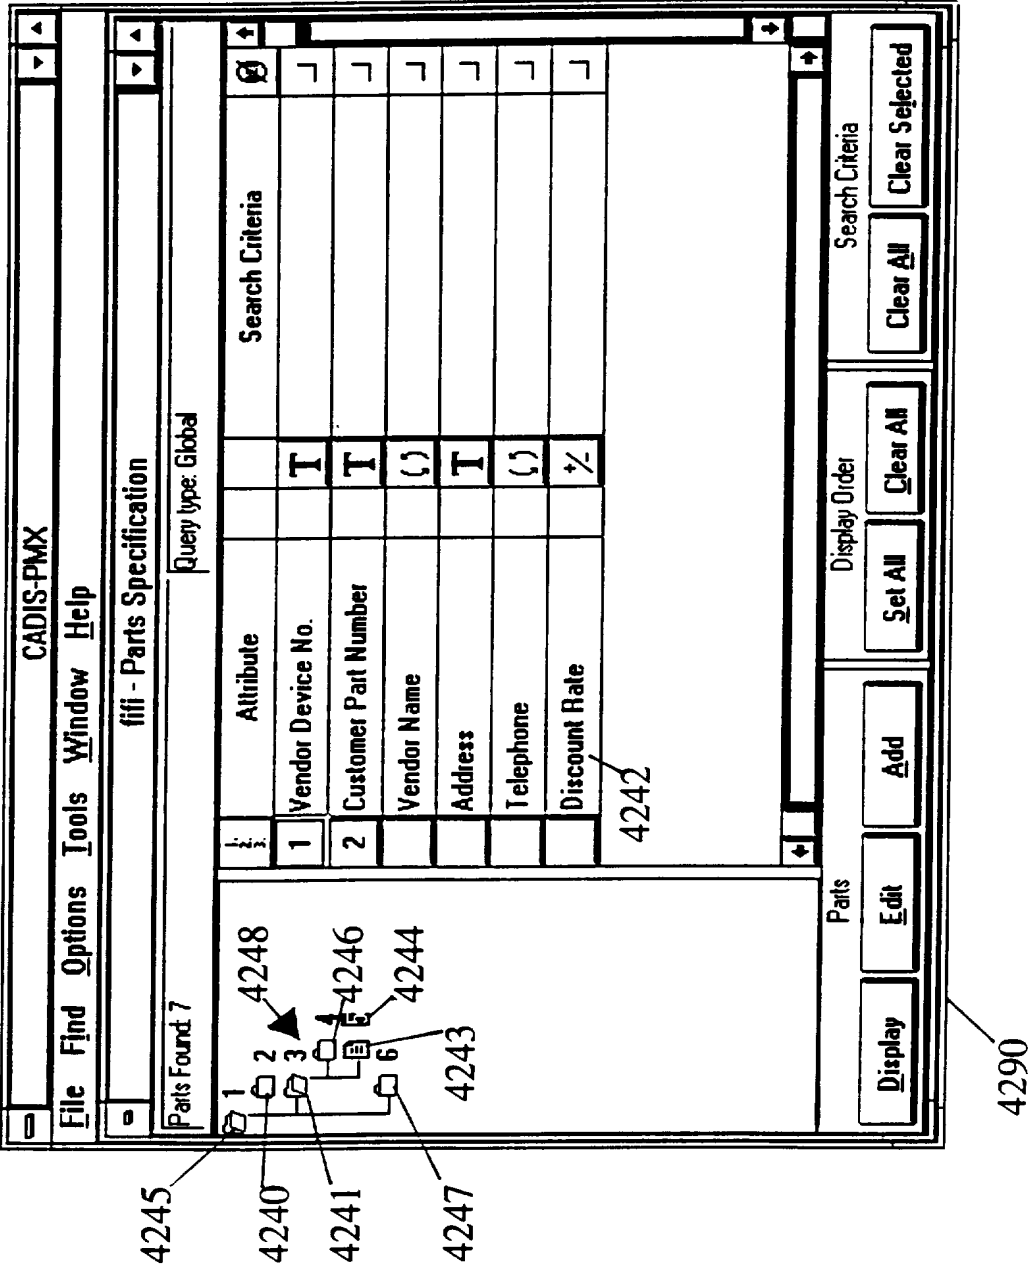 CADIS-PMX
File Find Options Tools Window Help
fifi - Parts Specification
Parts Found: 7
Query type: Global
1 2 3 6
4248
4246
4244
4243
4245
4240
4241
4247
1. 2. 3. Attribute Search Criteria
1 Vendor Device No. T
2 Customer Part Number T
Vendor Name ( )
Address T
Telephone ( )
Discount Rate +/-
4242
Parts Display Order Search Criteria
Display Edit Add Set All Clear All Clear All Clear Selected
4290